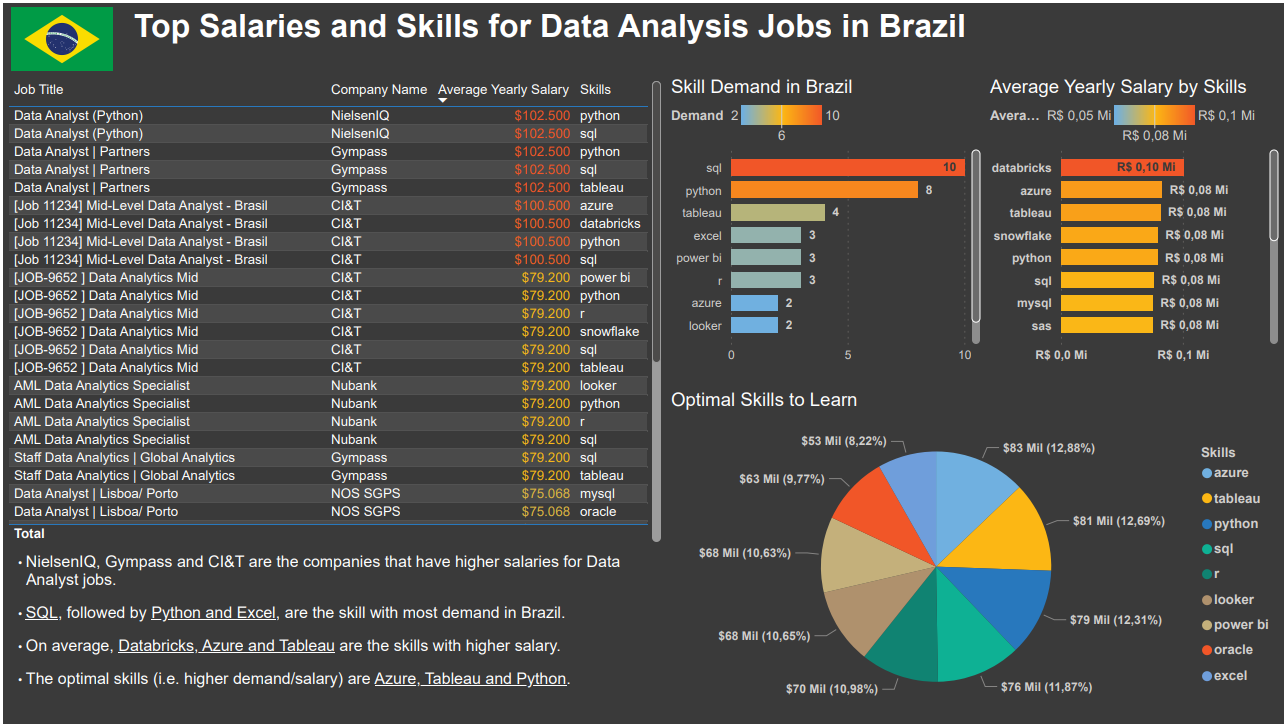 Top Salaries and Skills for Data Analysis Jobs in Brazil
Job Title Company Name Average Yearly Salary Skills
Data Analyst (Python) NielsenIQ $102.500 python
Data Analyst (Python) NielsenIQ $102.500 sql
Data Analyst | Partners Gympass $102.500 python
Data Analyst | Partners Gympass $102.500 sql
Data Analyst | Partners Gympass $102.500 tableau
[Job 11234] Mid-Level Data Analyst - Brasil CI&T $100.500 azure
[Job 11234] Mid-Level Data Analyst - Brasil CI&T $100.500 databricks
[Job 11234] Mid-Level Data Analyst - Brasil CI&T $100.500 python
[Job 11234] Mid-Level Data Analyst - Brasil CI&T $100.500 sql
[JOB-9652 ] Data Analytics Mid CI&T $79.200 power bi
[JOB-9652 ] Data Analytics Mid CI&T $79.200 python
[JOB-9652 ] Data Analytics Mid CI&T $79.200 r
[JOB-9652 ] Data Analytics Mid CI&T $79.200 snowflake
[JOB-9652 ] Data Analytics Mid CI&T $79.200 sql
[JOB-9652 ] Data Analytics Mid CI&T $79.200 tableau
AML Data Analytics Specialist Nubank $79.200 looker
AML Data Analytics Specialist Nubank $79.200 python
AML Data Analytics Specialist Nubank $79.200 r
AML Data Analytics Specialist Nubank $79.200 sql
Staff Data Analytics | Global Analytics Gympass $79.200 sql
Staff Data Analytics | Global Analytics Gympass $79.200 tableau
Data Analyst | Lisboa/ Porto NOS SGPS $75.068 mysql
Data Analyst | Lisboa/ Porto NOS SGPS $75.068 oracle
Total
• NielsenIQ, Gympass and CI&T are the companies that have higher salaries for Data
Analyst jobs.
• SQL, followed by Python and Excel, are the skill with most demand in Brazil.
• On average, Databricks, Azure and Tableau are the skills with higher salary.
• The optimal skills (i.e. higher demand/salary) are Azure, Tableau and Python.
Skill Demand in Brazil
Demand 2 10
6
sql 10
python 8
tableau 4
excel 3
power bi 3
r 3
azure 2
looker 2
0 5 10
Average Yearly Salary by Skills
Avera… R$ 0,05 Mi R$ 0,1 Mi
R$ 0,08 Mi
databricks R$ 0,10 Mi
azure R$ 0,08 Mi
tableau R$ 0,08 Mi
snowflake R$ 0,08 Mi
python R$ 0,08 Mi
sql R$ 0,08 Mi
mysql R$ 0,08 Mi
sas R$ 0,08 Mi
R$ 0,0 Mi R$ 0,1 Mi
Optimal Skills to Learn
$83 Mil (12,88%)
$81 Mil (12,69%)
$79 Mil (12,31%)
$76 Mil (11,87%)
$70 Mil (10,98%)
$68 Mil (10,65%)
$68 Mil (10,63%)
$63 Mil (9,77%)
$53 Mil (8,22%)
Skills
azure
tableau
python
sql
r
looker
power bi
oracle
excel